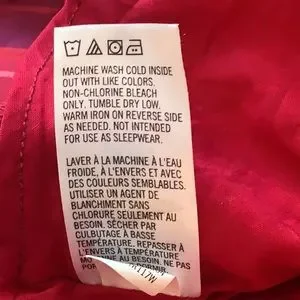 MACHINE WASH COLD INSIDE
OUT WITH LIKE COLORS.
NON-CHLORINE BLEACH
ONLY, TUMBLE DRY LOW.
WARM IRON ON REVERSE SIDE
AS NEEDED. NOT INTENDED
FOR USE AS SLEEPWEAR.
LAVER À LA MACHINE À L'EAU
FROIDE, À L'ENVERS ET AVEC
DES COULEURS SEMBLABLES.
UTILISER UN AGENT DE
BLANCHIMENT SANS
CHLORURE SEULEMENT AU
BESOIN. SÉCHER PAR
CULBUTAGE À BASSE
TEMPÉRATURE. REPASSER À
L'ENVERS À TEMPÉRATURE
MOYENNE AU BESOIN. NE PAS
POR